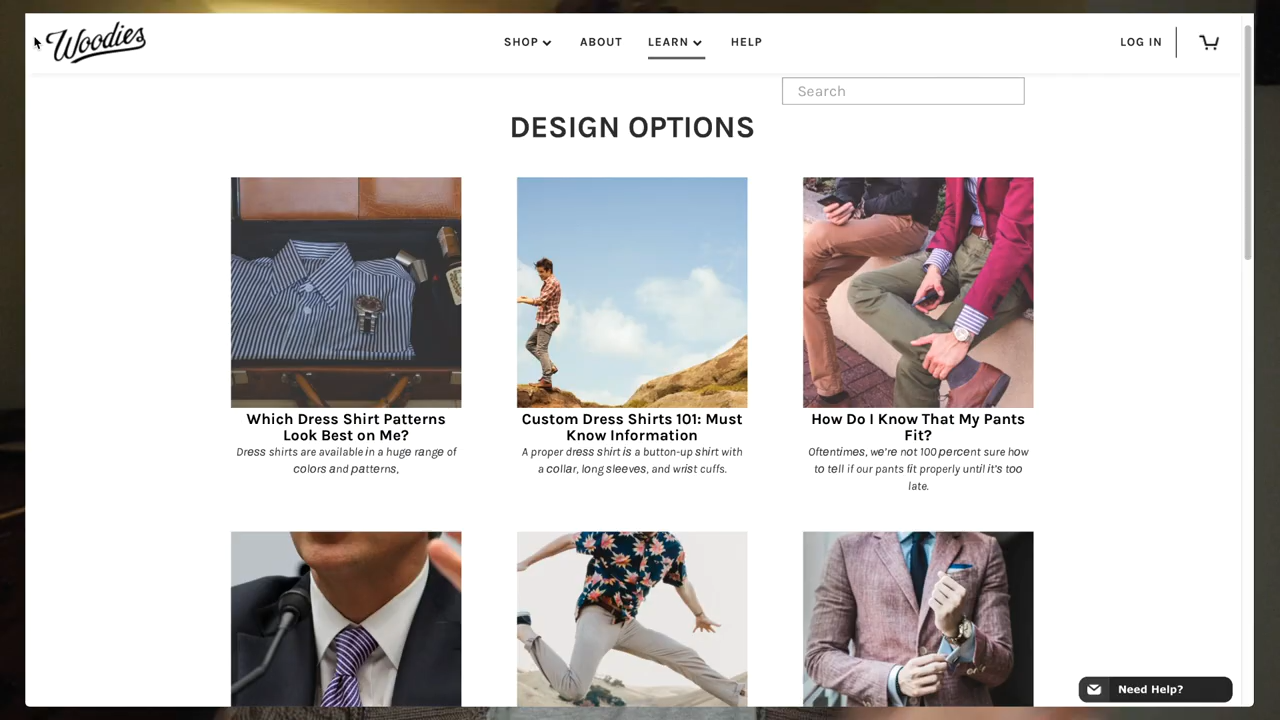 Woodies
SHOP
ABOUT
LEARN
HELP
LOG IN
Search
DESIGN OPTIONS
Which Dress Shirt Patterns
Look Best on Me?
Dress shirts are available in a huge range of
colors and patterns,
Custom Dress Shirts 101: Must
Know Information
A proper dress shirt is a button-up shirt with
a collar, long sleeves, and wrist cuffs.
How Do I Know That My Pants
Fit?
Oftentimes, we're not 100 percent sure how
to tell if our pants fit properly until it's too
late.
Need Help?